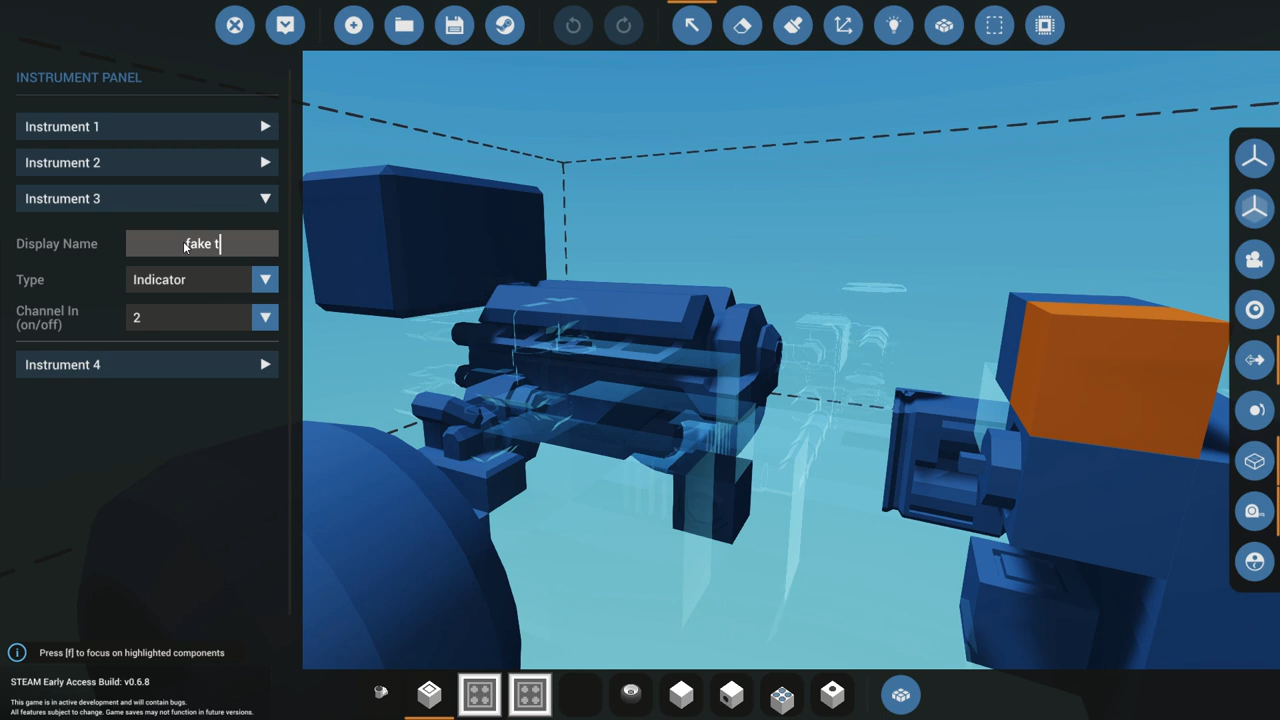 INSTRUMENT PANEL
Instrument 1
Instrument 2
Instrument 3
Display Name
fake t
Type
Indicator
Channel In
(on/off)
2
Instrument 4
Press [f] to focus on highlighted components
STEAM Early Access Build: v0.6.8
This game is in active development and will contain bugs.
All features subject to change. Game saves may not function in future versions.